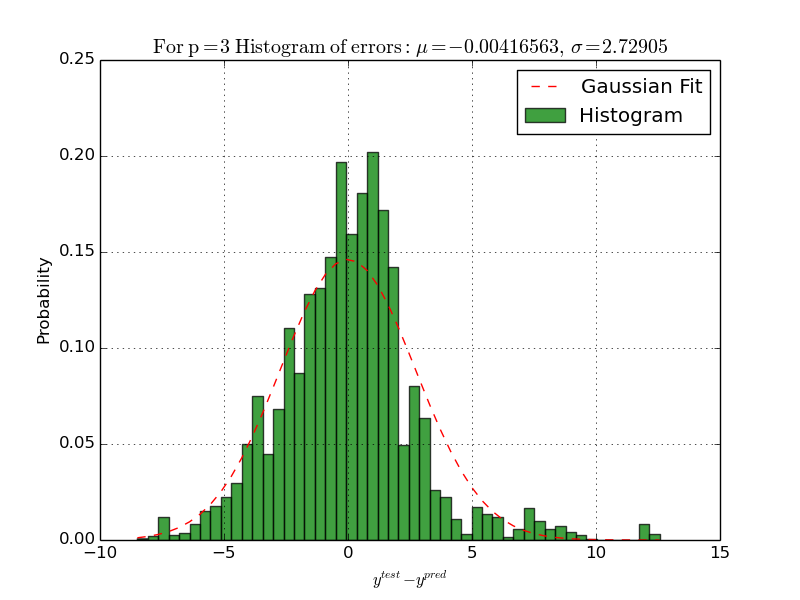 For p = 3 Histogram of errors : μ = −0.00416563, σ = 2.72905
0.25
Gaussian Fit
Histogram
0.20
0.15
Probability
0.10
0.05
0.00
−10 −5 0 5 10 15
y^{test} − y^{pred}